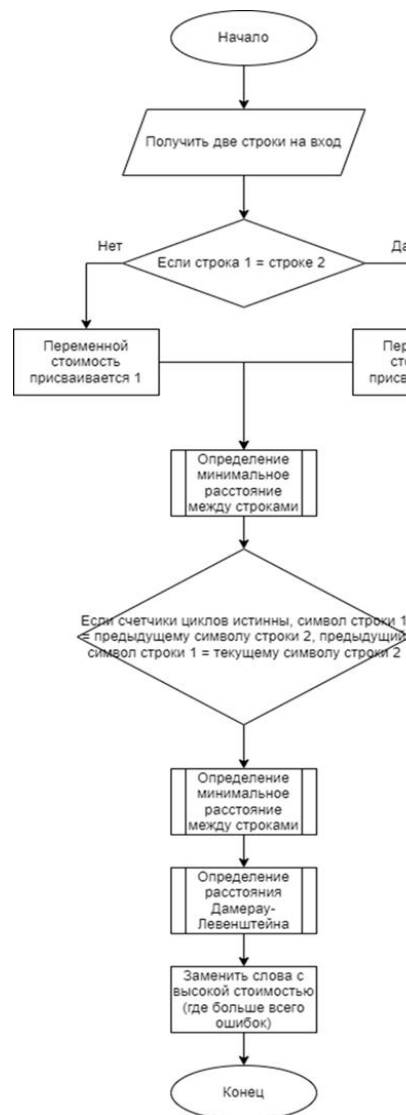 Начало
Получить две строки на вход
Нет
Если строка 1 = строке 2
Переменной
стоимость
присваивается 1
Определение
минимальное
расстояние
между строками
Если счетчики циклов истинны, символ строки 1
= предыдущему символу строки 2, предыдущий
символ строки 1 = текущему символу строки 2
Определение
минимальное
расстояние
между строками
Определение
расстояния
Дамерау-
Левенштейна
Заменить слова с
высокой стоимостью
(где больше всего
ошибок)
Конец